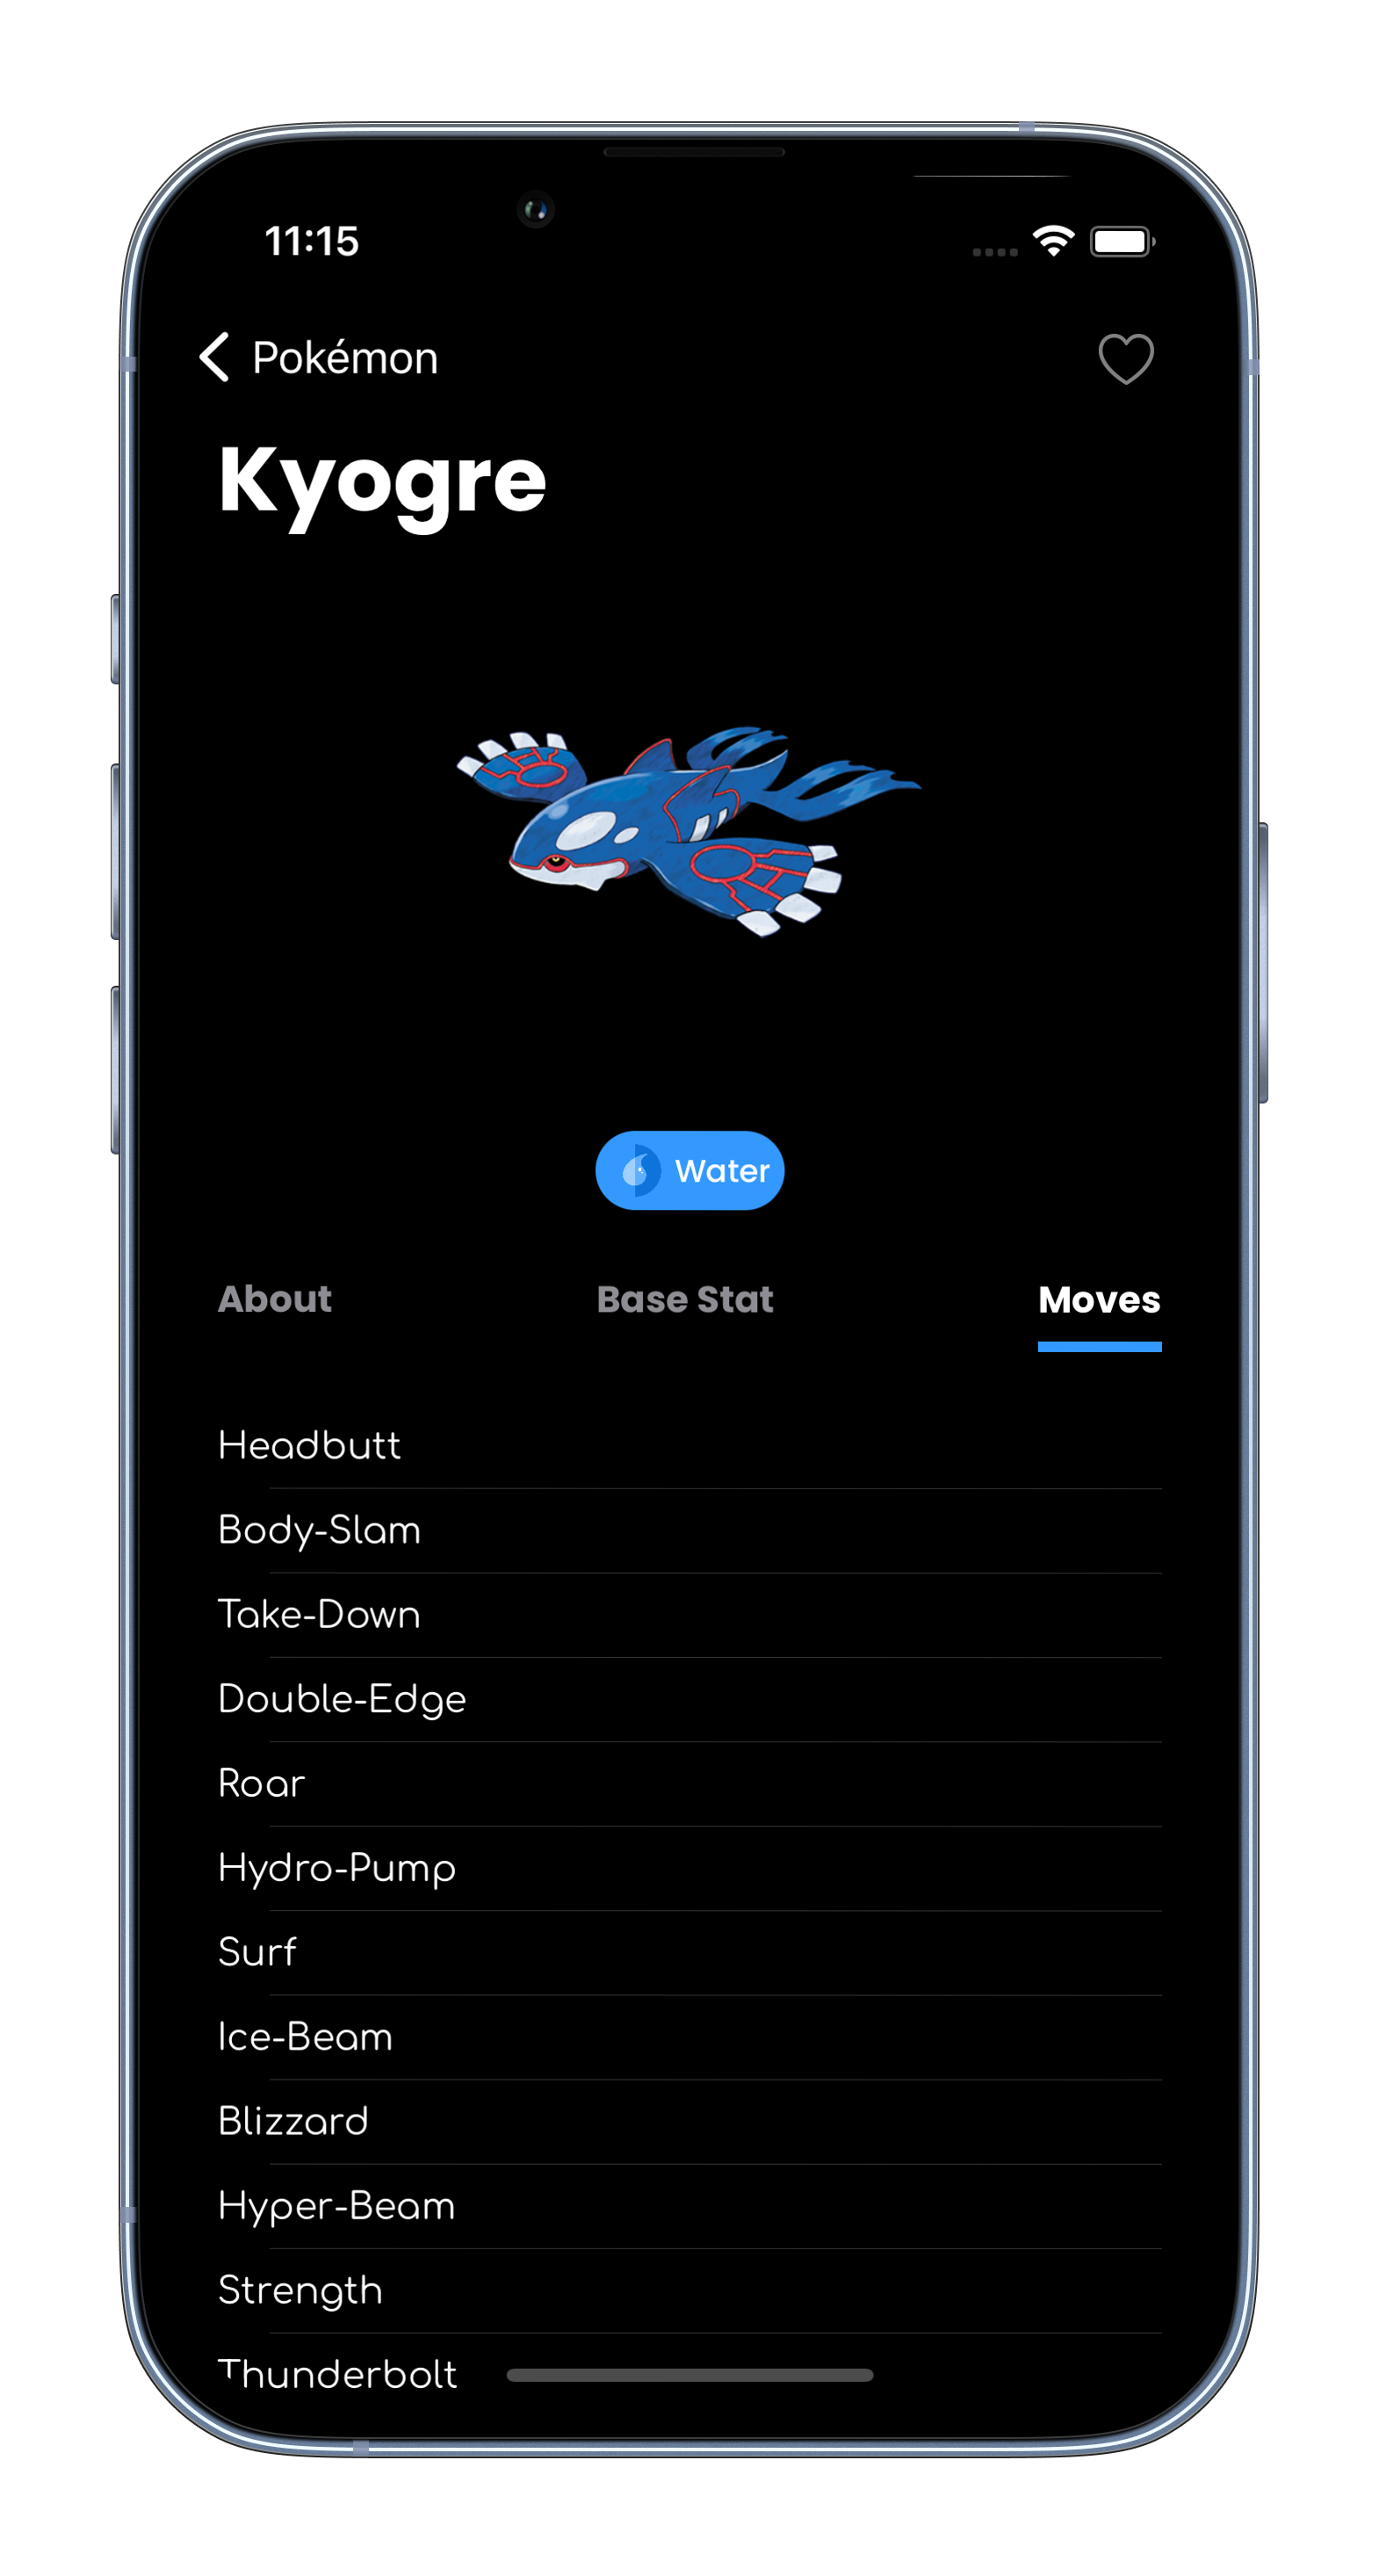 11:15
Pokémon
Kyogre
Water
About Base Stat Moves
Headbutt
Body-Slam
Take-Down
Double-Edge
Roar
Hydro-Pump
Surf
Ice-Beam
Blizzard
Hyper-Beam
Strength
Thunderbolt